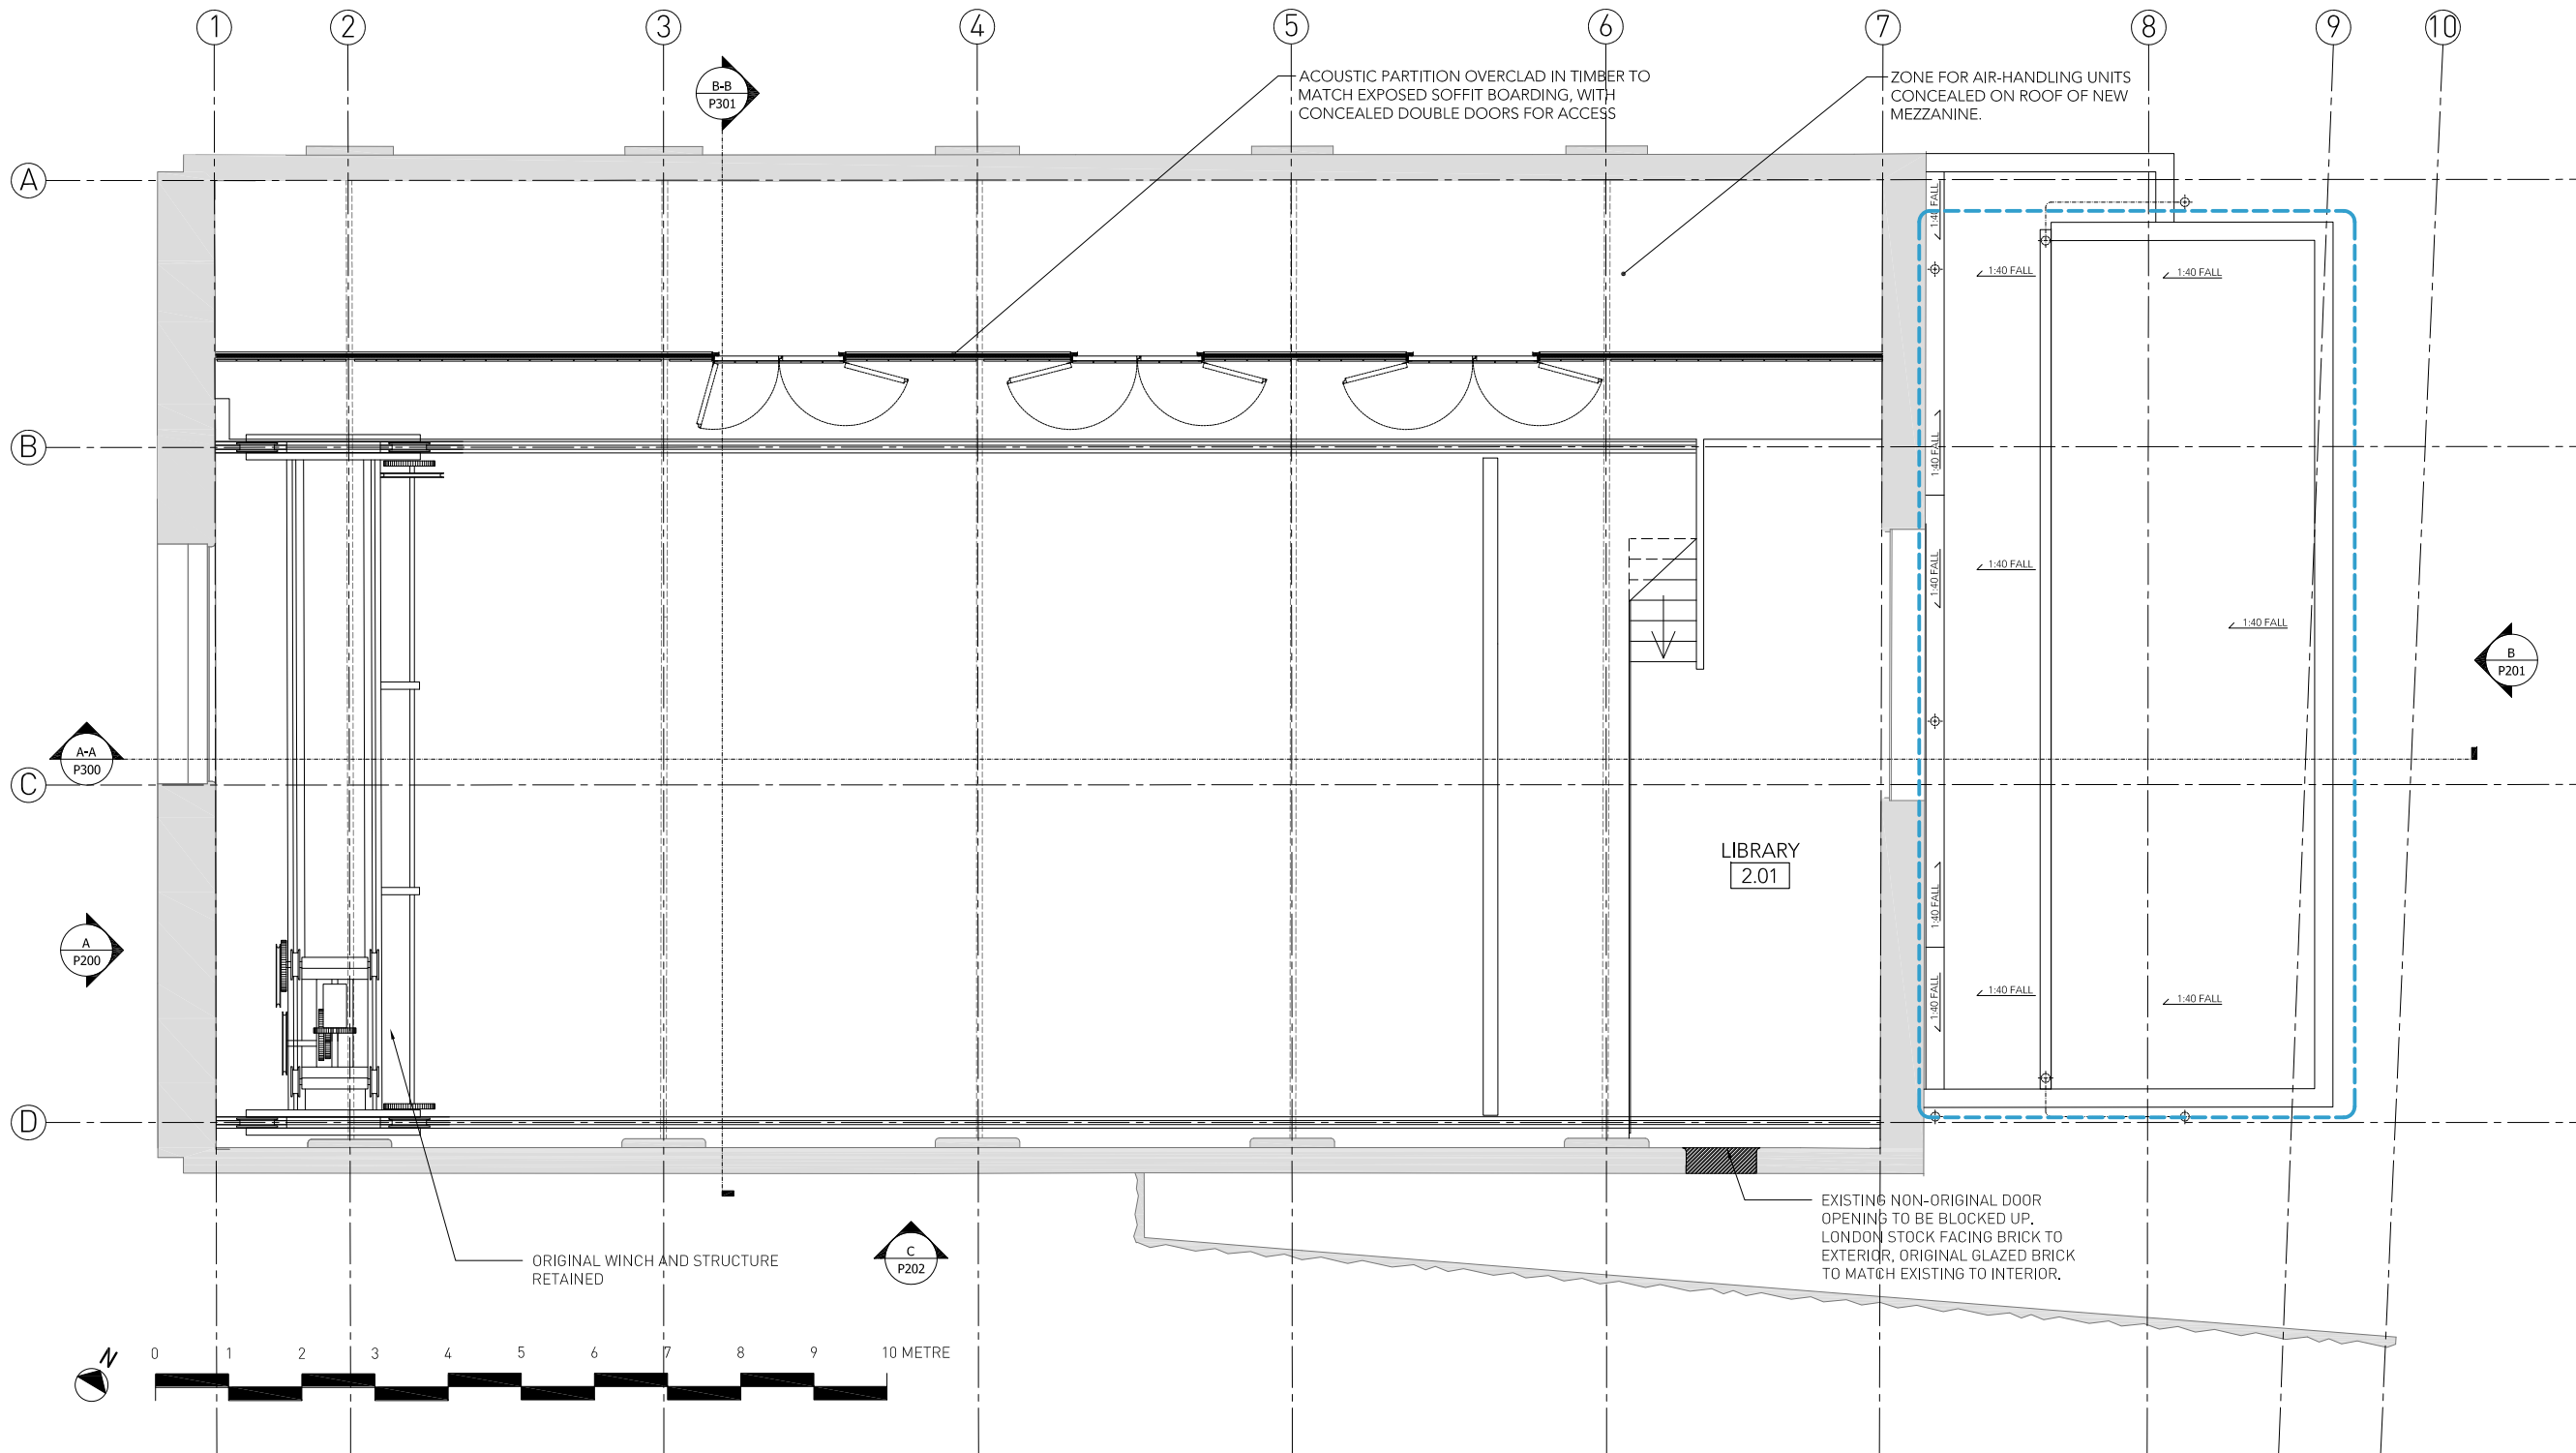 1
2
3
4
5
6
7
8
9
10
B-B
P301
ACOUSTIC PARTITION OVERCLAD IN TIMBER TO
MATCH EXPOSED SOFFIT BOARDING, WITH
CONCEALED DOUBLE DOORS FOR ACCESS
ZONE FOR AIR-HANDLING UNITS
CONCEALED ON ROOF OF NEW
MEZZANINE.
A
1:40 FALL
1:40 FALL
1:40 FALL
B
1:40 FALL
1:40 FALL
1:40 FALL
1:40 FALL
B
P201
A-A
P300
C
LIBRARY
2.01
1:40 FALL
A
P200
1:40 FALL
1:40 FALL
1:40 FALL
D
EXISTING NON-ORIGINAL DOOR
OPENING TO BE BLOCKED UP.
LONDON STOCK FACING BRICK TO
EXTERIOR, ORIGINAL GLAZED BRICK
TO MATCH EXISTING TO INTERIOR.
ORIGINAL WINCH AND STRUCTURE
RETAINED
C
P202
N
0 1 2 3 4 5 6 7 8 9 10 METRE